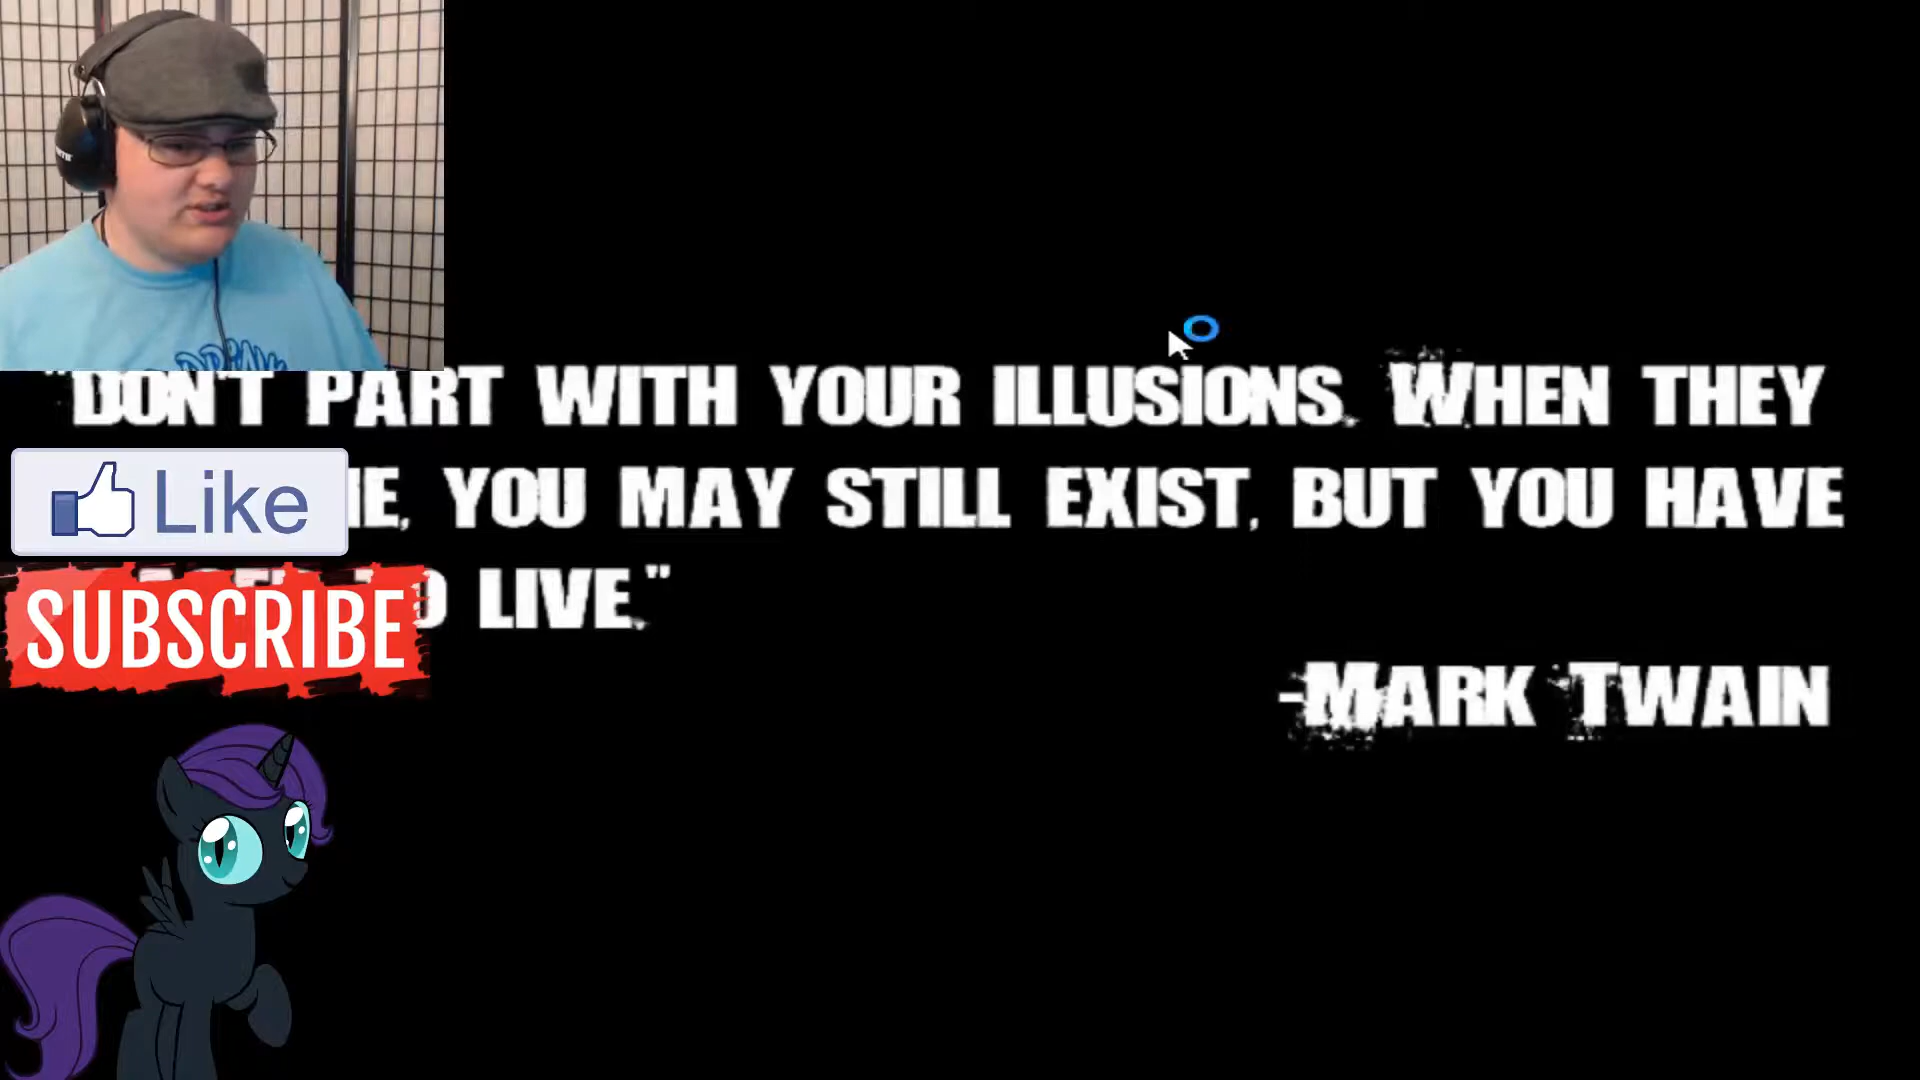 "Don't part with your illusions. When they
you may still exist, but you have
live."
-Mark Twain
Like
SUBSCRIBE